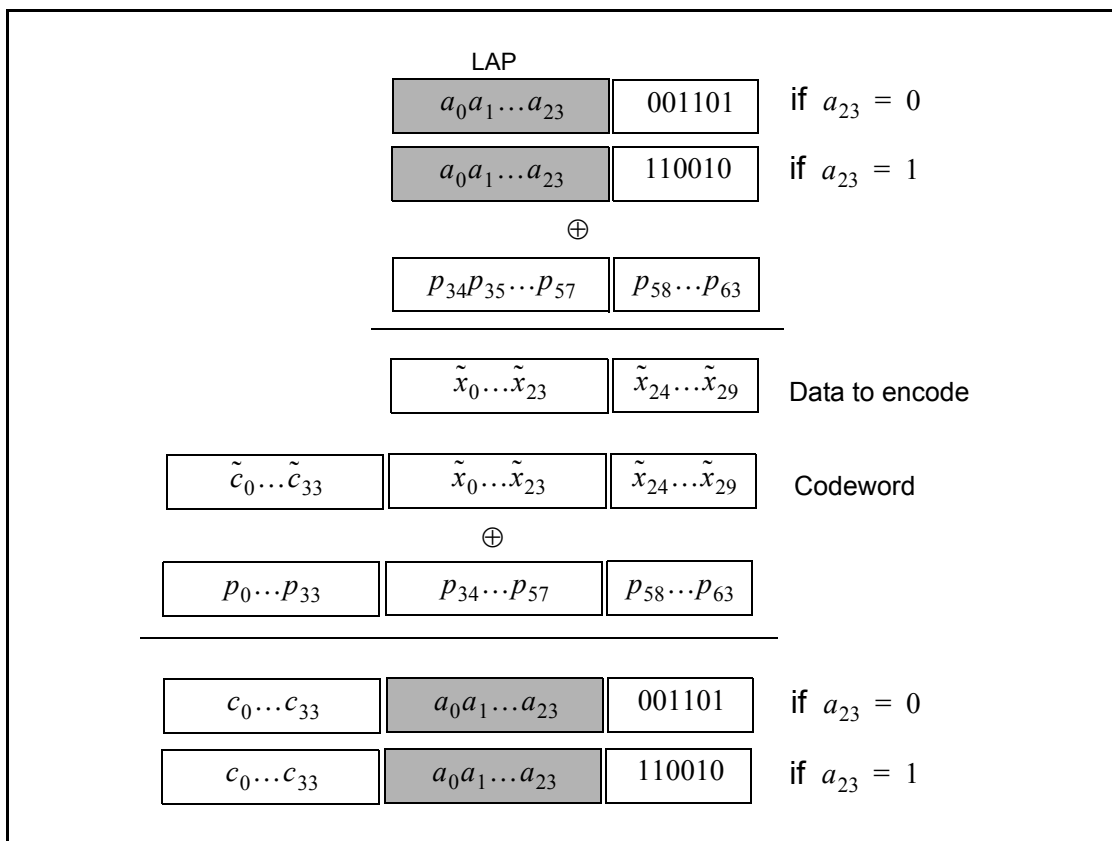 LAP
a₀a₁…a₂₃ 001101 if a₂₃ = 0
a₀a₁…a₂₃ 110010 if a₂₃ = 1
⊕
p₃₄p₃₅…p₅₇ p₅₈…p₆₃
x̃₀…x̃₂₃ x̃₂₄…x̃₂₉ Data to encode
c̃₀…c̃₃₃ x̃₀…x̃₂₃ x̃₂₄…x̃₂₉ Codeword
⊕
p₀…p₃₃ p₃₄…p₅₇ p₅₈…p₆₃
c₀…c₃₃ a₀a₁…a₂₃ 001101 if a₂₃ = 0
c₀…c₃₃ a₀a₁…a₂₃ 110010 if a₂₃ = 1